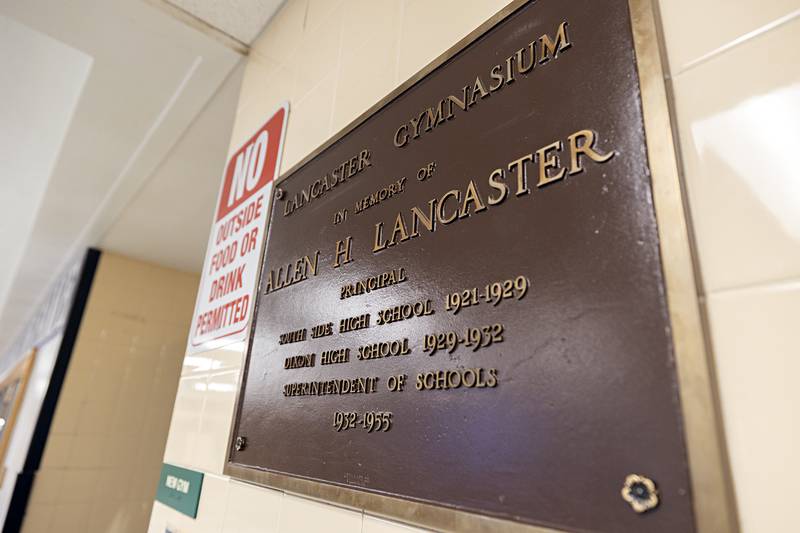 LANCASTER GYMNASIUM
IN MEMORY OF
ALLEN H LANCASTER
PRINCIPAL
SOUTH SIDE HIGH SCHOOL 1921-1929
DIXON HIGH SCHOOL 1929-1932
SUPERINTENDENT OF SCHOOLS
1932-1955
NO
OUTSIDE
FOOD OR
DRINK
PERMITTED
NEW GYM